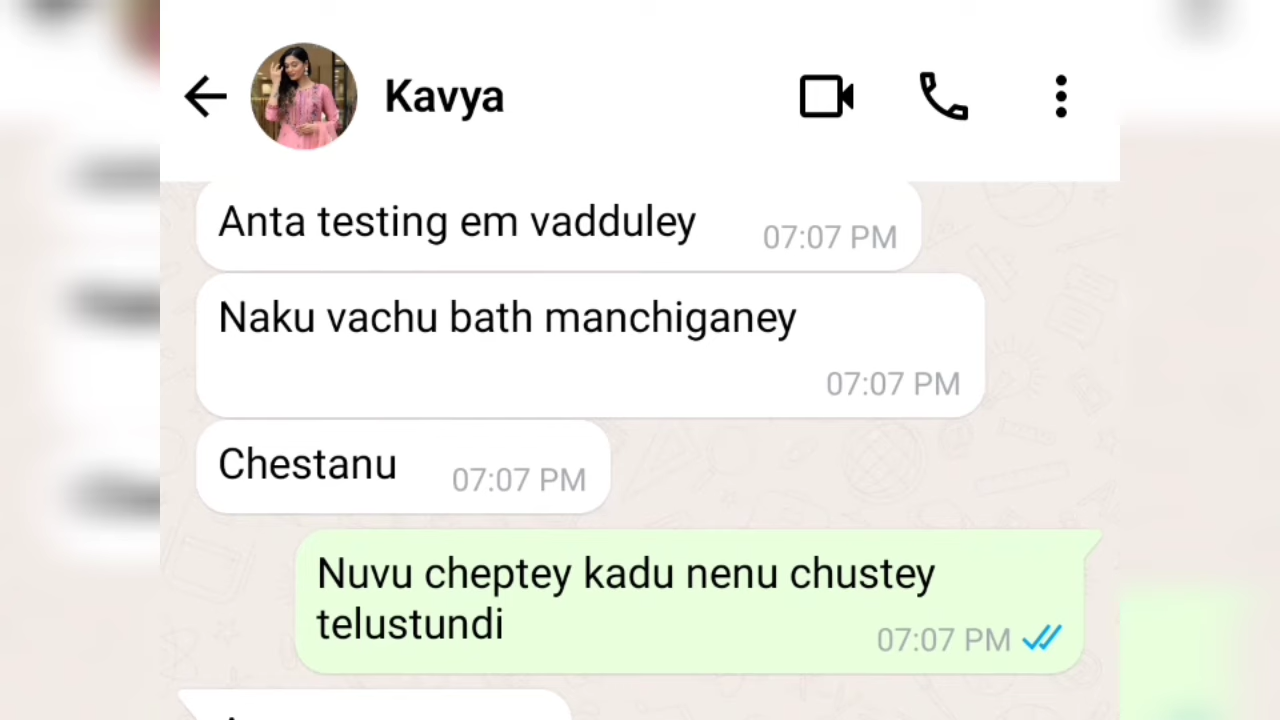 Kavya
Anta testing em vadduley
07:07 PM
Naku vachu bath manchiganey
07:07 PM
Chestanu
07:07 PM
Nuvu cheptey kadu nenu chustey
telustundi
07:07 PM